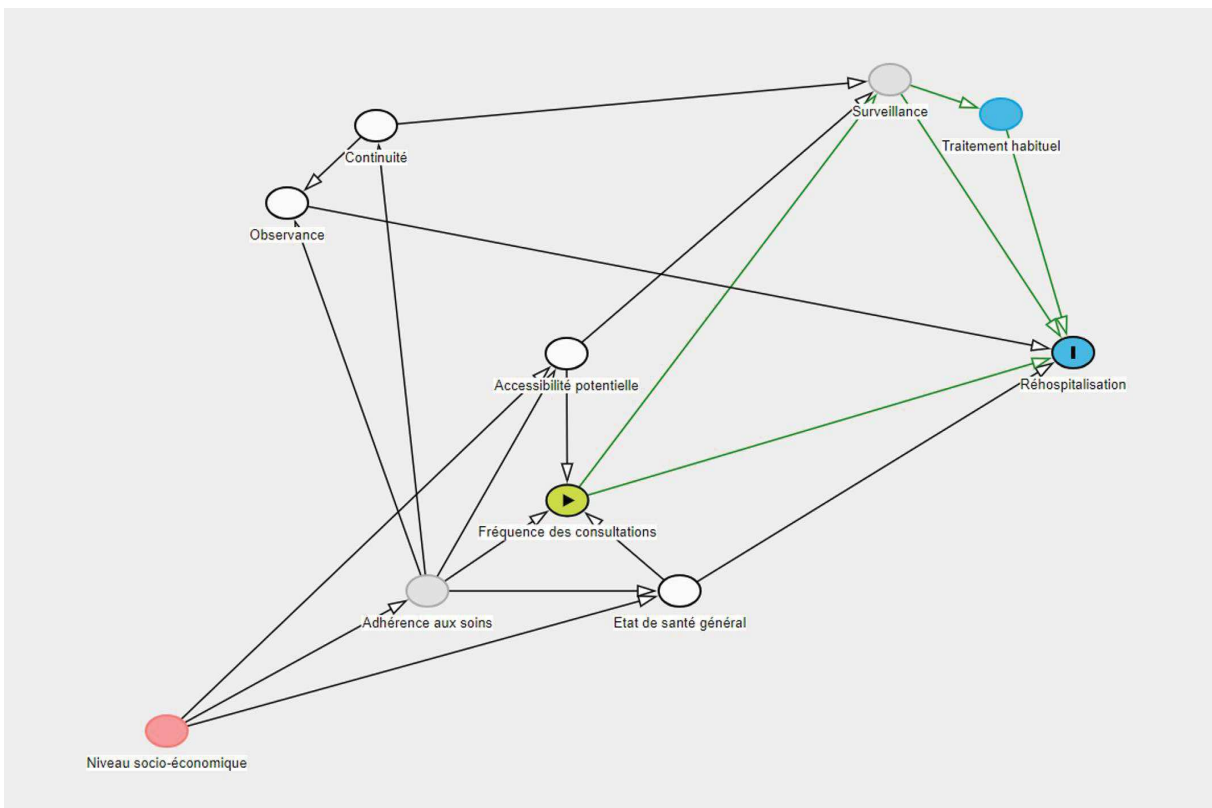 Surveillance
Traitement habituel
Continuité
Observance
Accessibilité potentielle
Réhospitalisation
Fréquence des consultations
Adhérence aux soins
Etat de santé général
Niveau socio-économique